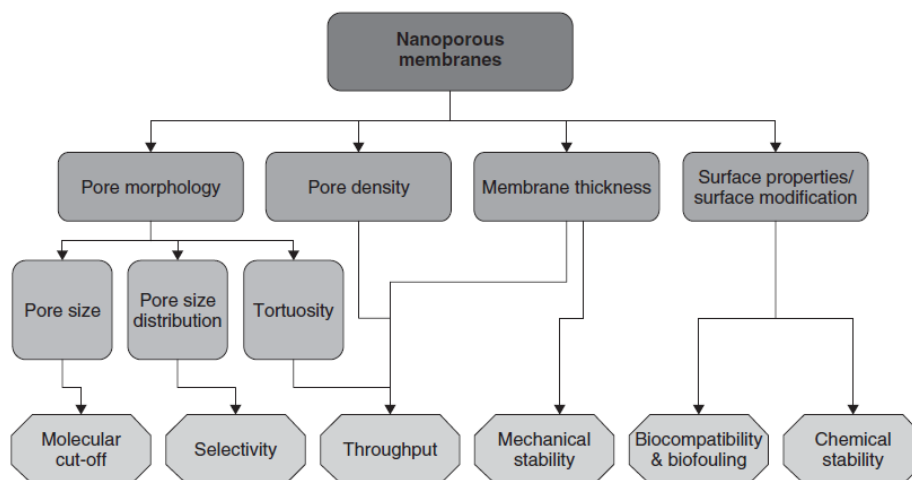 Nanoporous
membranes
Pore morphology
Pore density
Membrane thickness
Surface properties/
surface modification
Pore size
Pore size
distribution
Tortuosity
Molecular
cut-off
Selectivity
Throughput
Mechanical
stability
Biocompatibility
& biofouling
Chemical
stability